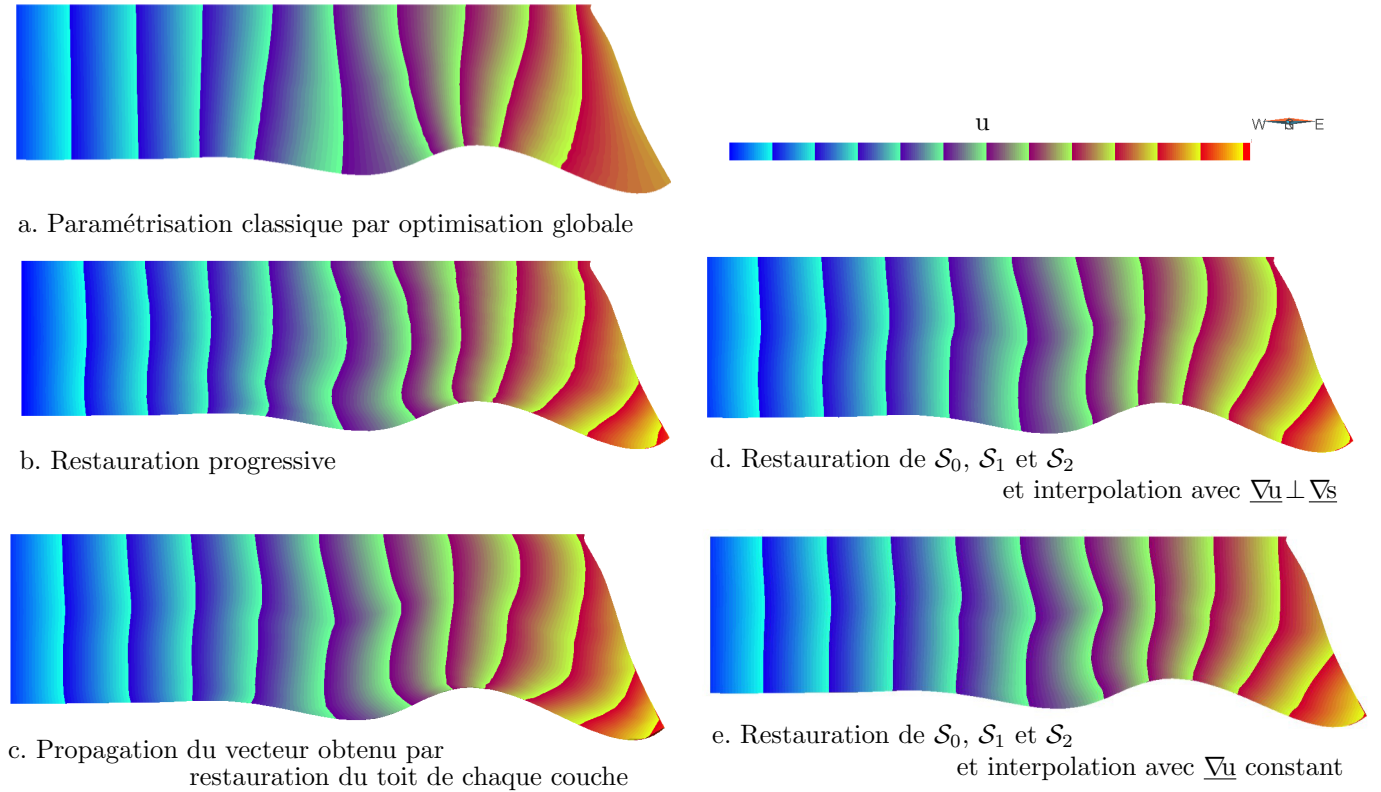 u
W E
a. Paramétrisation classique par optimisation globale
b. Restauration progressive
d. Restauration de S₀, S₁ et S₂
et interpolation avec ∇u ⊥ ∇s
c. Propagation du vecteur obtenu par
restauration du toit de chaque couche
e. Restauration de S₀, S₁ et S₂
et interpolation avec ∇u constant